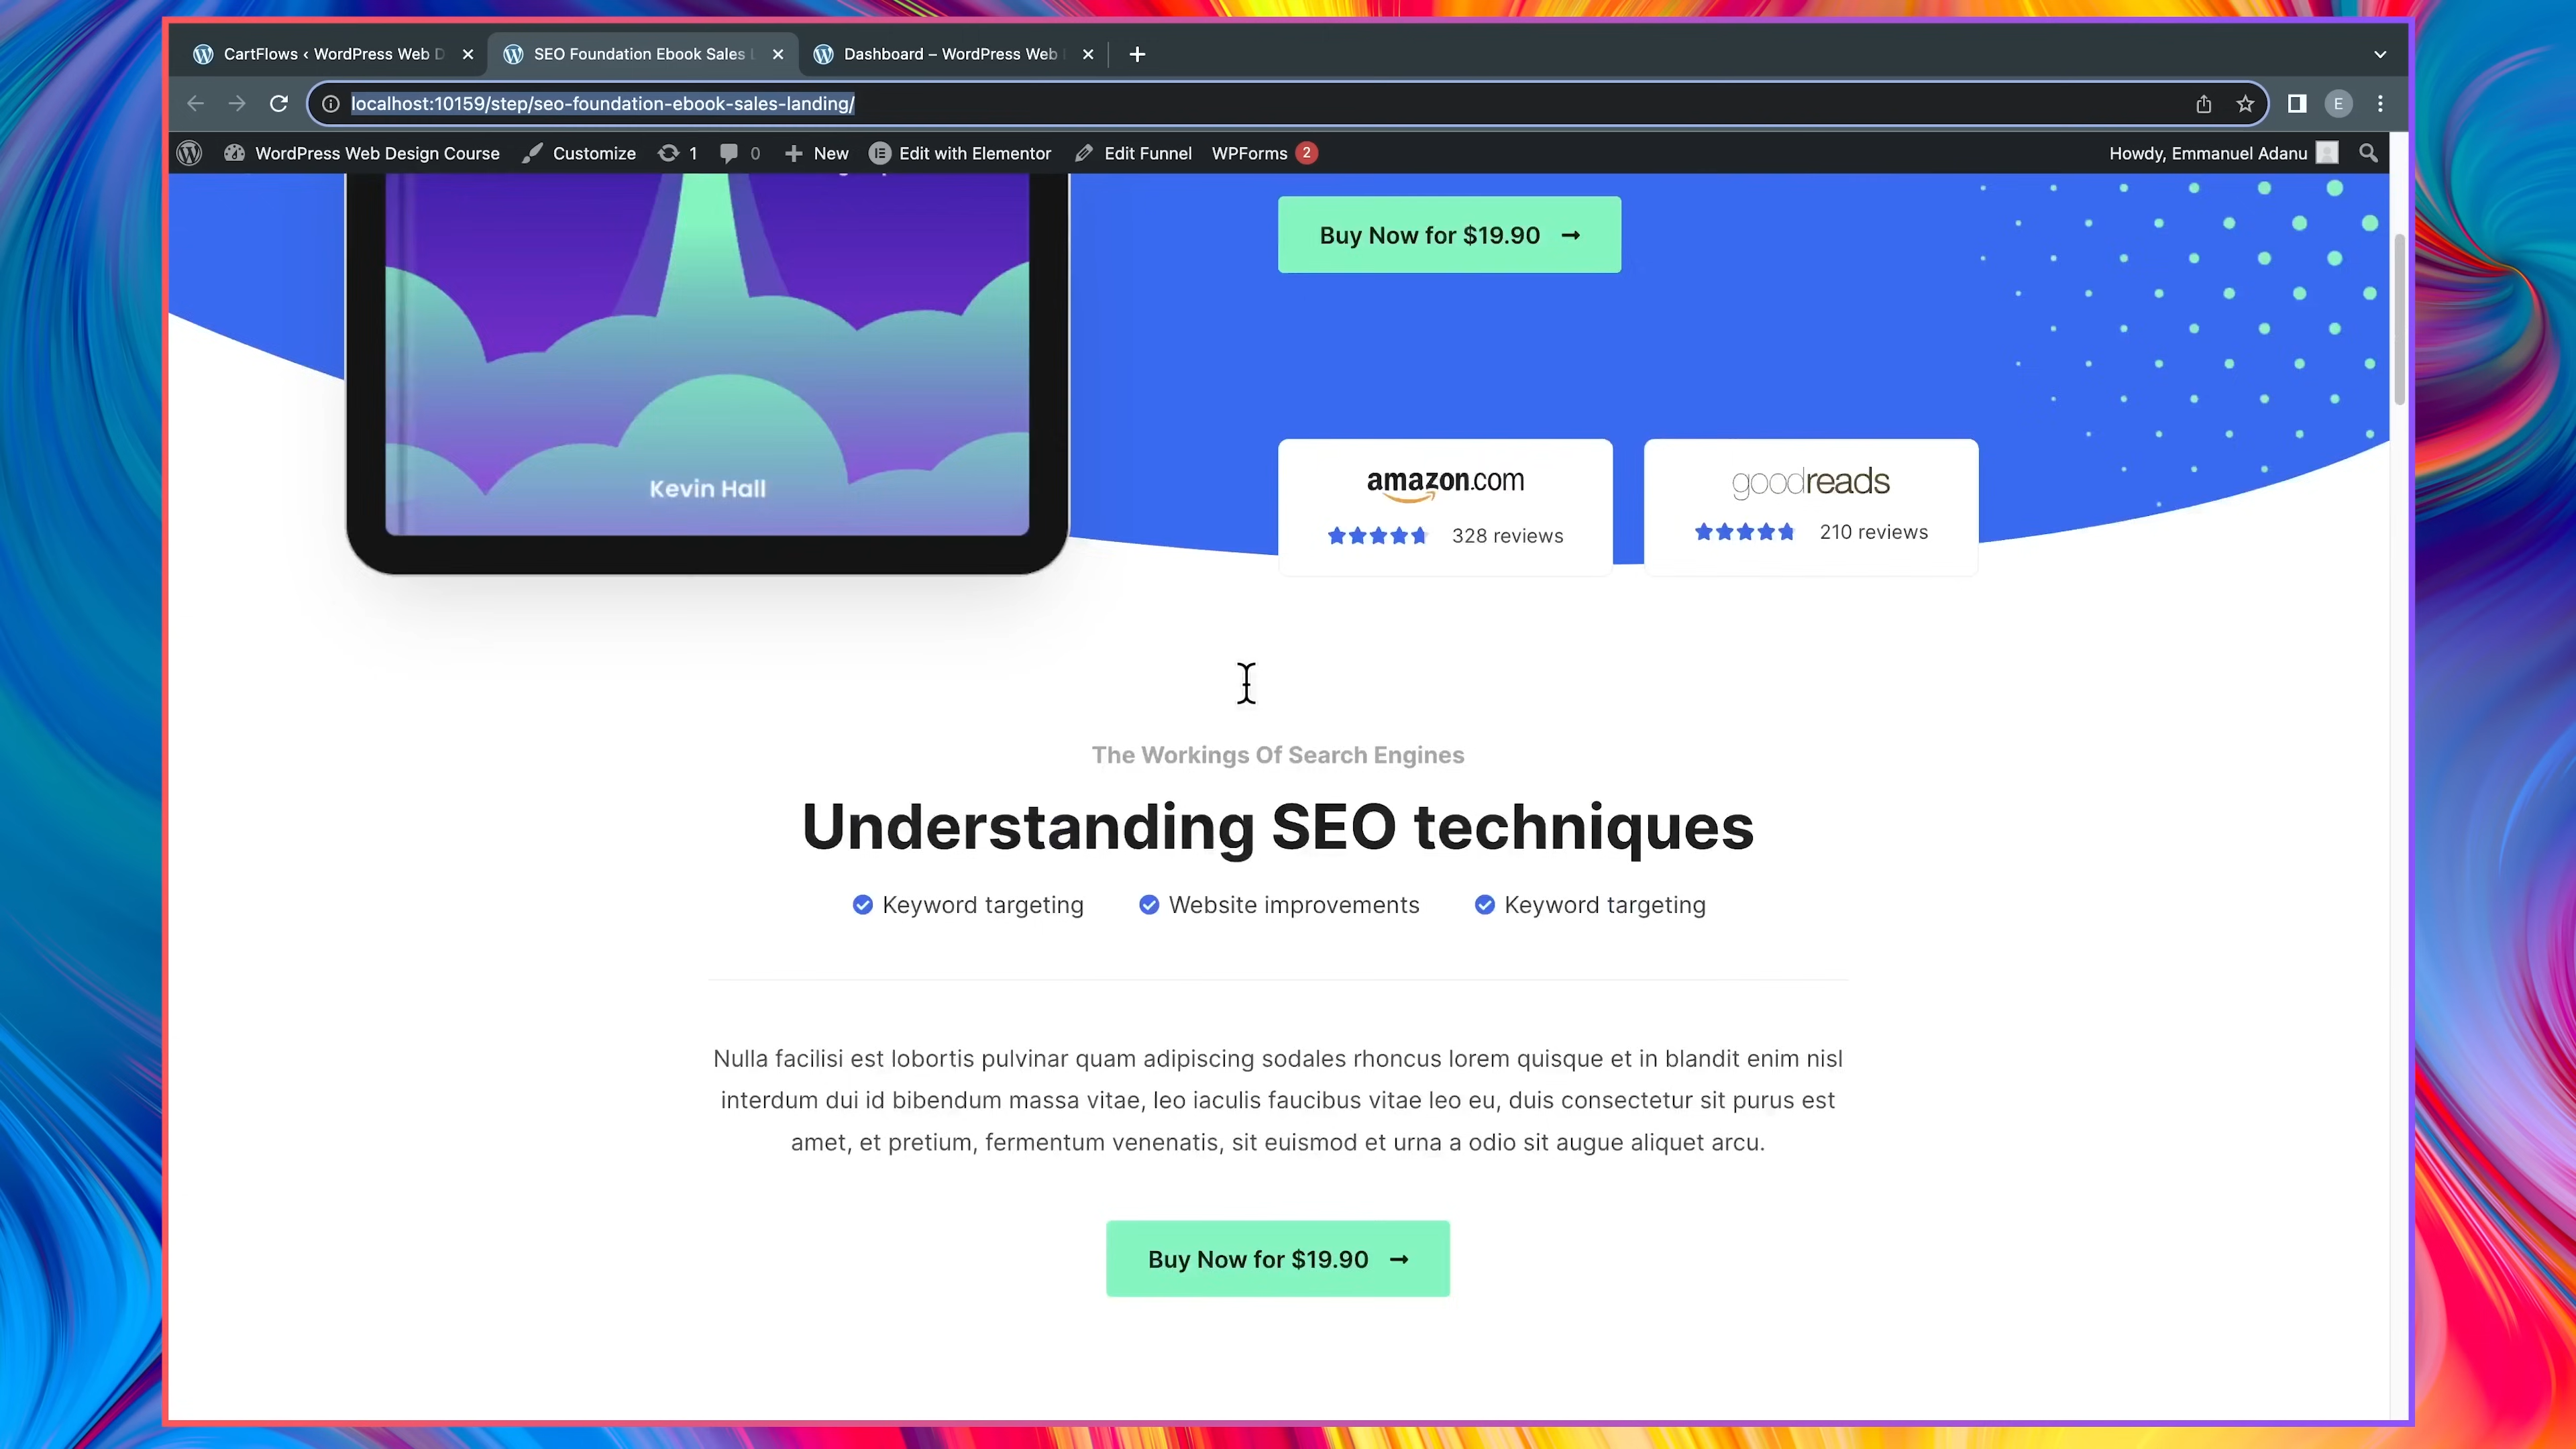 CartFlows ‹ WordPress Web D
SEO Foundation Ebook Sales
Dashboard – WordPress Web
localhost:10159/step/seo-foundation-ebook-sales-landing/
E
WordPress Web Design Course Customize 1 0 New Edit with Elementor Edit Funnel WPForms 2 Howdy, Emmanuel Adanu
Buy Now for $19.90 →
Kevin Hall
amazon.com
328 reviews
goodreads
210 reviews
The Workings Of Search Engines
Understanding SEO techniques
Keyword targeting Website improvements Keyword targeting
Nulla facilisi est lobortis pulvinar quam adipiscing sodales rhoncus lorem quisque et in blandit enim nisl
interdum dui id bibendum massa vitae, leo iaculis faucibus vitae leo eu, duis consectetur sit purus est
amet, et pretium, fermentum venenatis, sit euismod et urna a odio sit augue aliquet arcu.
Buy Now for $19.90 →